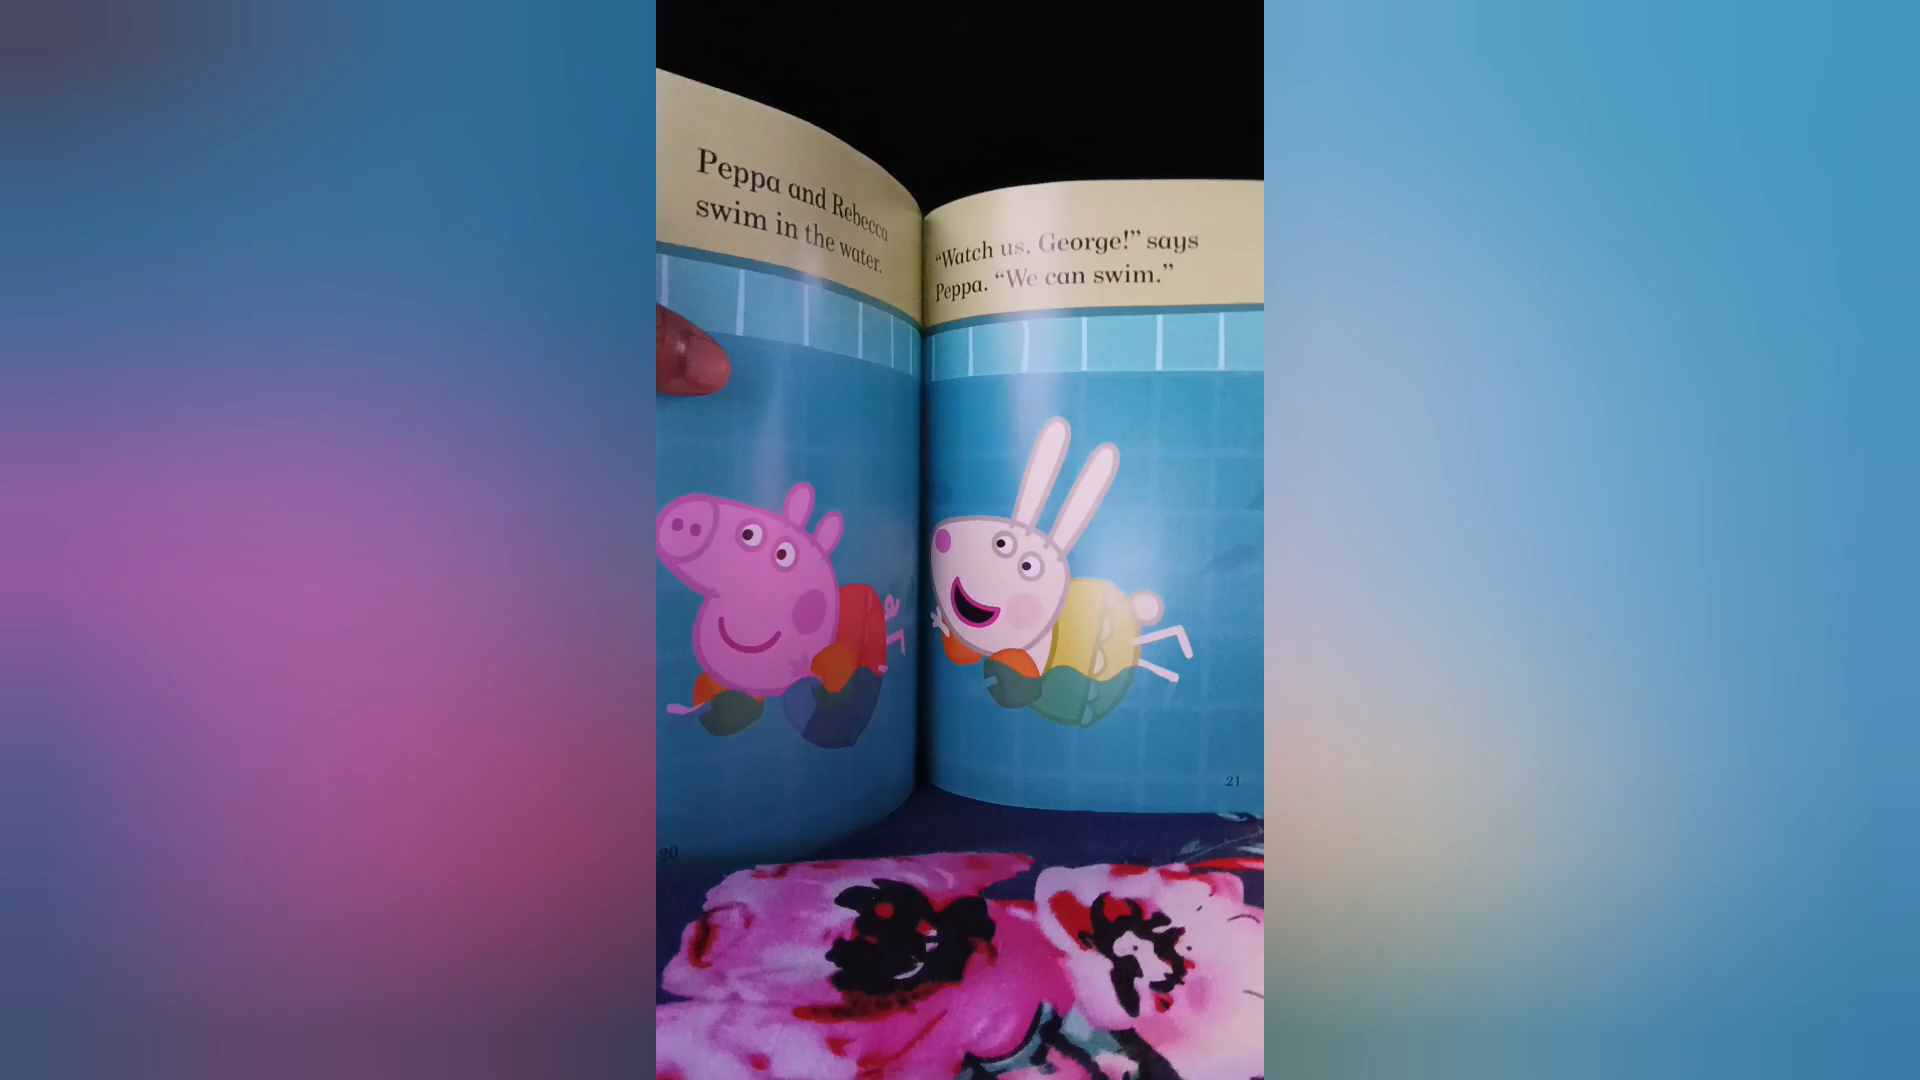 Peppa and Rebecca
swim in the water.
20
“Watch us, George!” says
Peppa. “We can swim.”
21